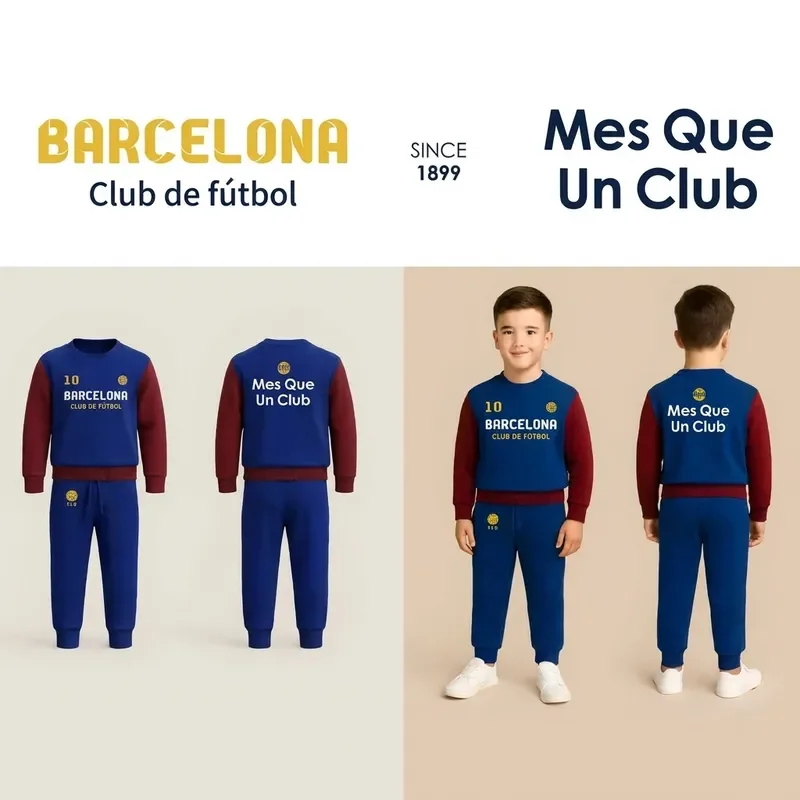 BARCELONA
Club de fútbol
SINCE
1899
Mes Que
Un Club
10
BARCELONA
CLUB DE FÚTBOL
Mes Que
Un Club
10
BARCELONA
CLUB DE FÚTBOL
Mes Que
Un Club